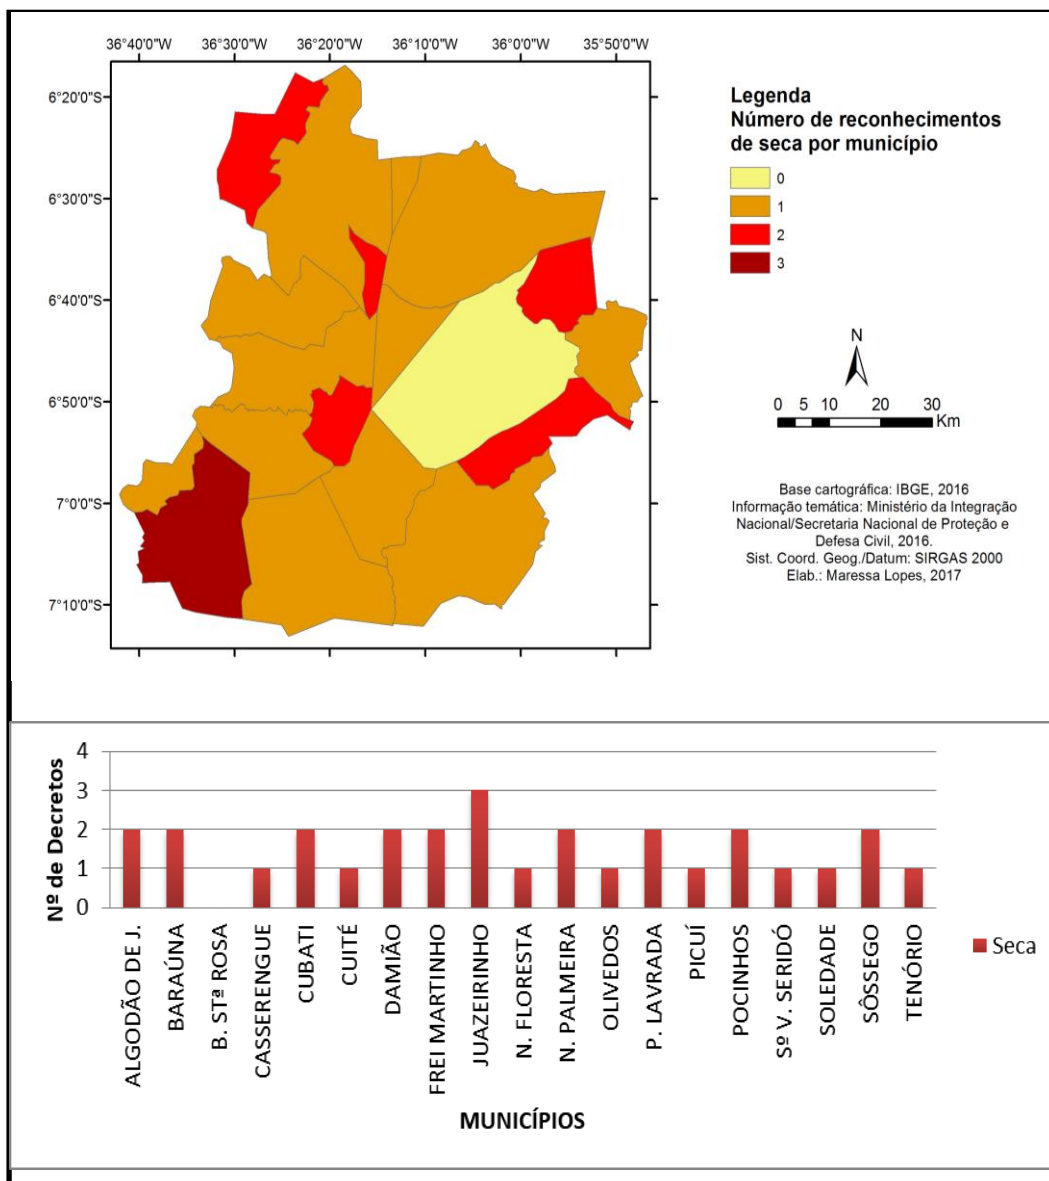 36°40'0"W 36°30'0"W 36°20'0"W 36°10'0"W 36°0'0"W 35°50'0"W
6°20'0"S
6°30'0"S
6°40'0"S
6°50'0"S
7°0'0"S
7°10'0"S
Legenda
Número de reconhecimentos
de seca por município
0
1
2
3
N
0 5 10 20 30
Km
Base cartográfica: IBGE, 2016
Informação temática: Ministério da Integração
Nacional/Secretaria Nacional de Proteção e
Defesa Civil, 2016.
Sist. Coord. Geog./Datum: SIRGAS 2000
Elab.: Maressa Lopes, 2017
Nº de Decretos
4
3
2
1
0
ALGODÃO DE J.
BARAÚNA
B. STª ROSA
CASSERENGUE
CUBATI
CUITÉ
DAMIÃO
FREI MARTINHO
JUAZEIRINHO
N. FLORESTA
N. PALMEIRA
OLIVEDOS
P. LAVRADA
PICUÍ
POCINHOS
Sº V. SERIDÓ
SOLEDADE
SÔSSEGO
TENÓRIO
Seca
MUNICÍPIOS